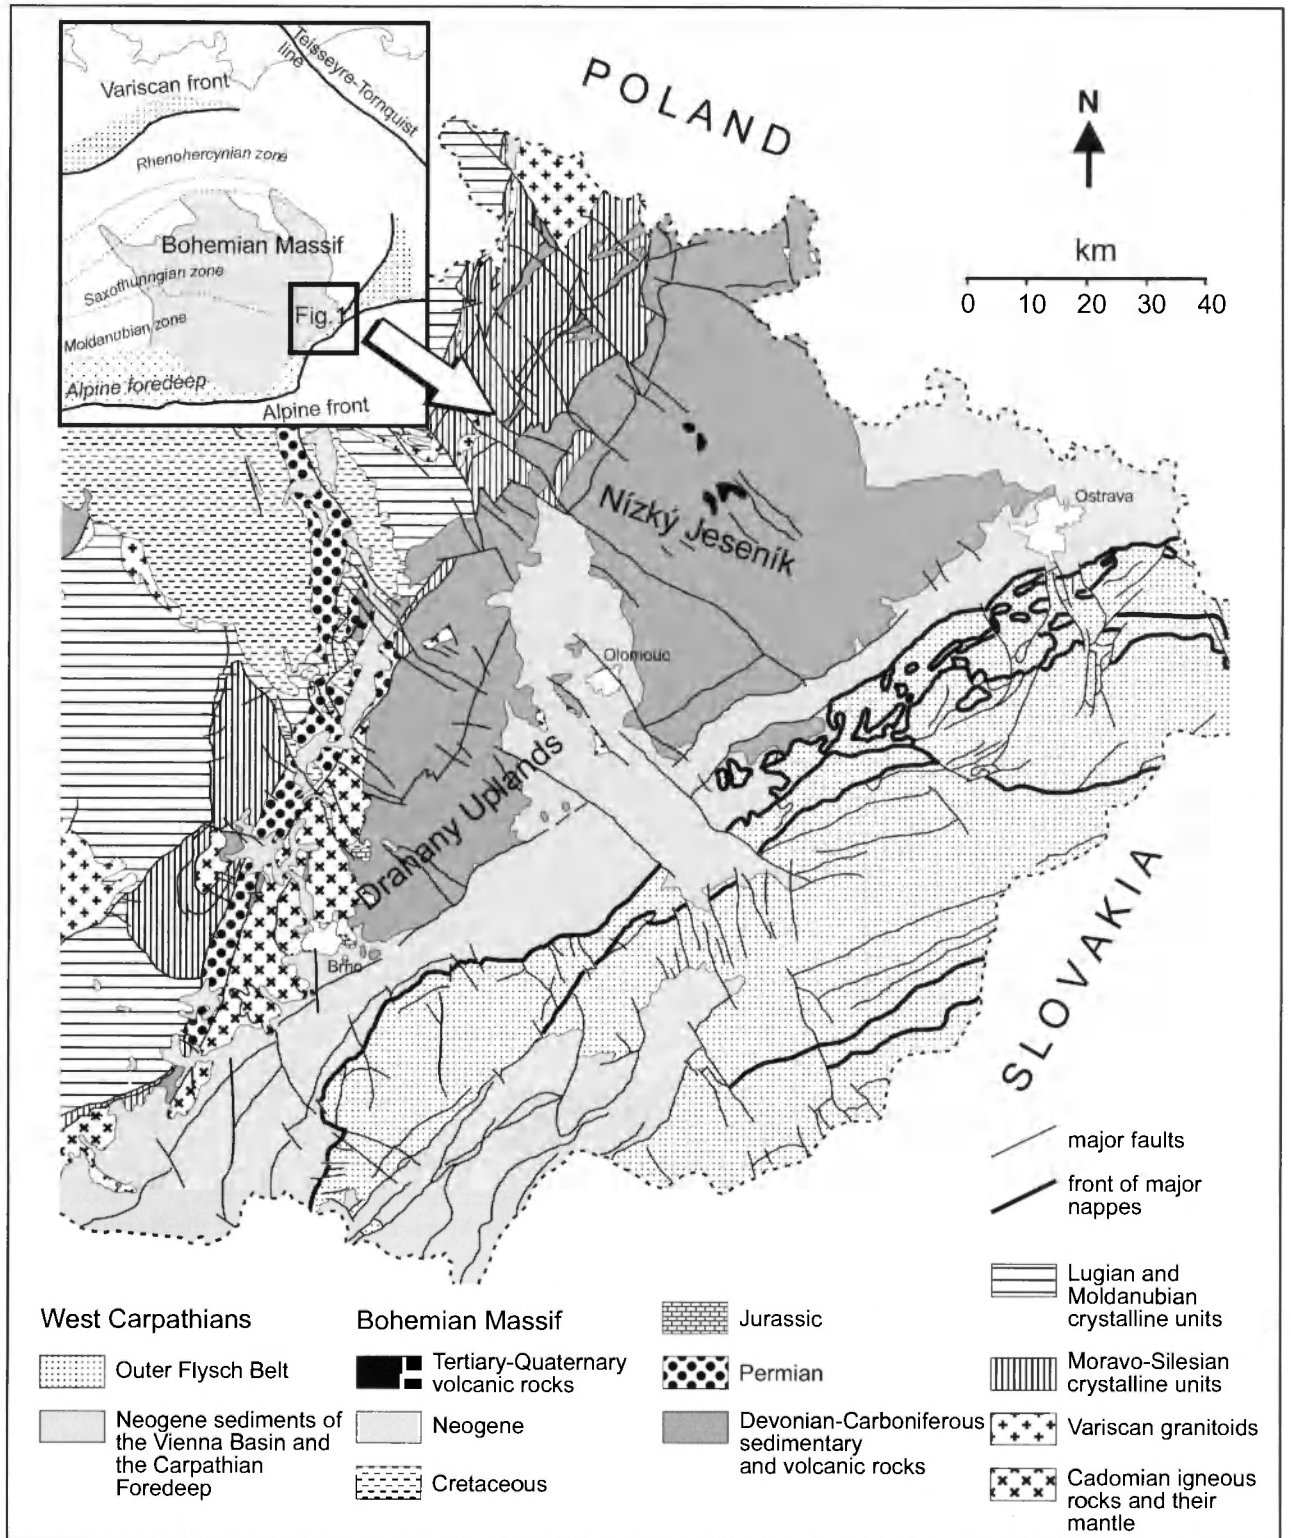 Teisseyre-Tornquist
line
Variscan front
Rhenohercynian zone
Bohemian Massif
Saxothuringian zone
Moldanubian zone
Fig. 1
Alpine foredeep
Alpine front
POLAND
N
km
0 10 20 30 40
Nízký Jeseník
Ostrava
Olomouc
Drahany Uplands
Brno
SLOVAKIA
major faults
front of major
nappes
West Carpathians
Outer Flysch Belt
Neogene sediments of
the Vienna Basin and
the Carpathian
Foredeep
Bohemian Massif
Tertiary-Quaternary
volcanic rocks
Neogene
Cretaceous
Jurassic
Permian
Devonian-Carboniferous
sedimentary
and volcanic rocks
Lugian and
Moldanubian
crystalline units
Moravo-Silesian
crystalline units
Variscan granitoids
Cadomian igneous
rocks and their
mantle